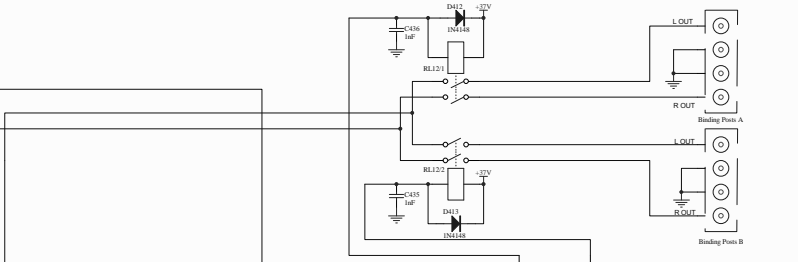 D412
+37V
L OUT
C436
1nF
1N4148
RL12/1
R OUT
Binding Posts A
L OUT
RL12/2
+37V
C435
1nF
D413
R OUT
1N4148
Binding Posts B